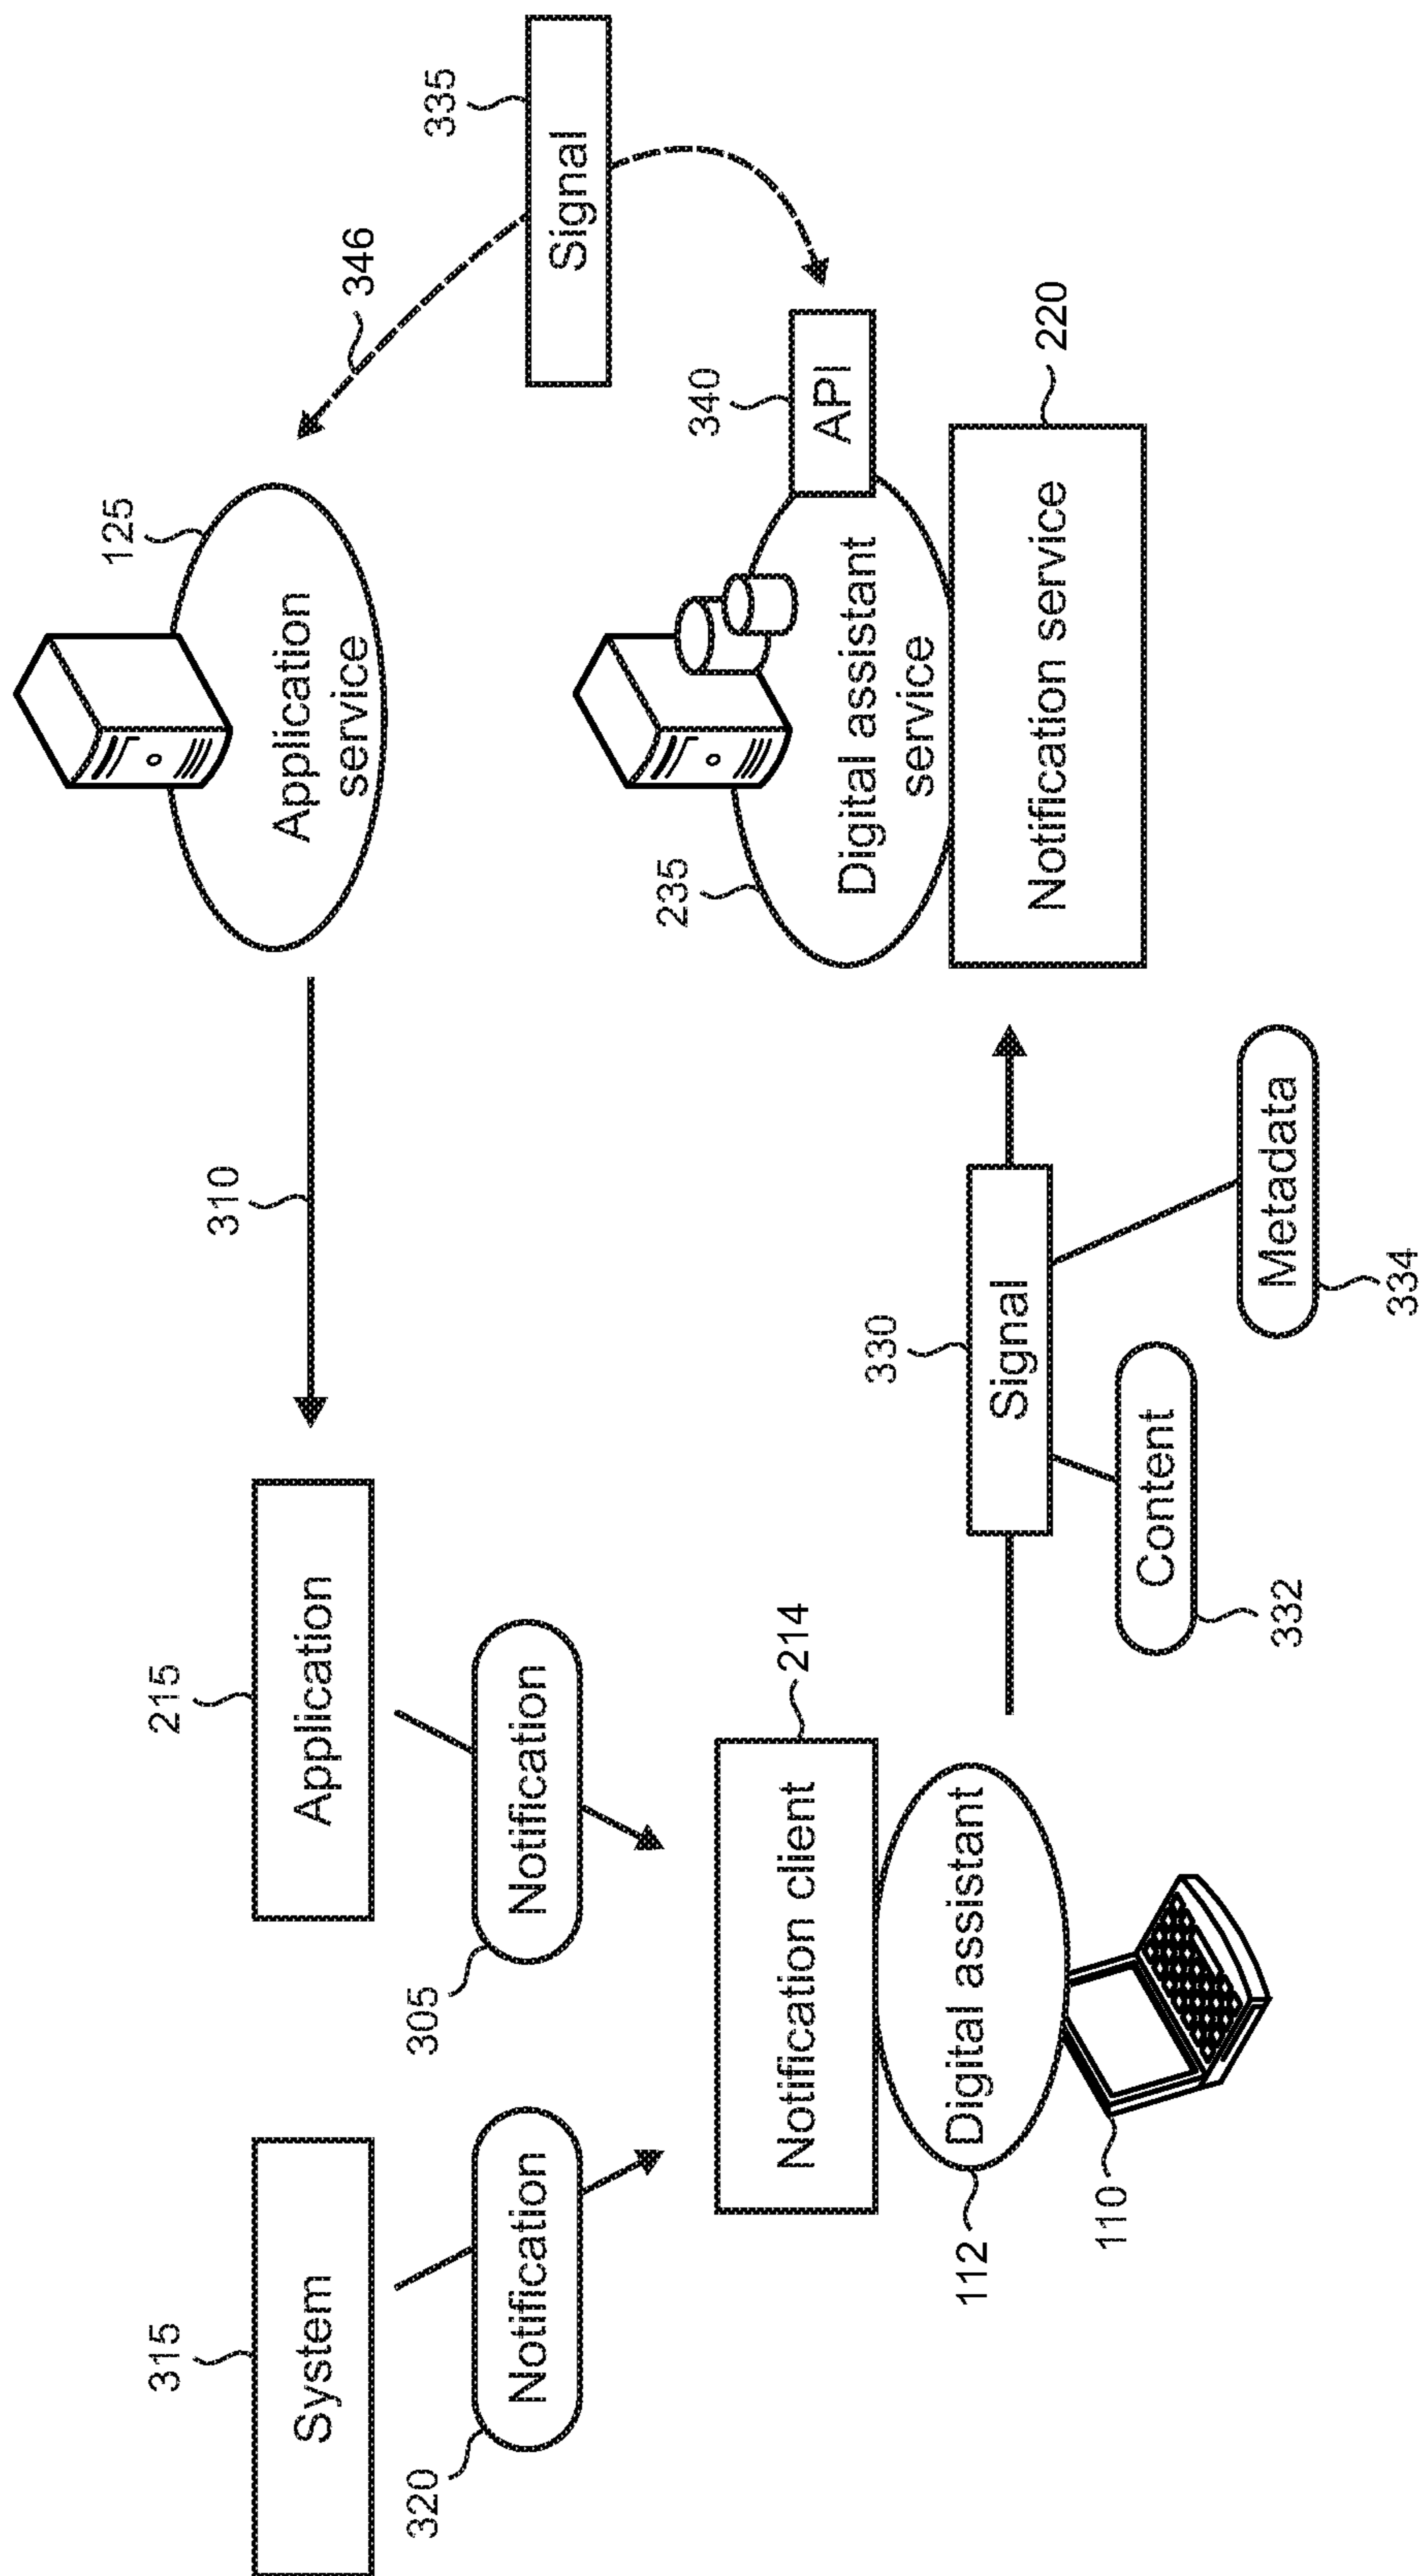 315
System
320
Notification
215
Application
305
Notification
310
125
Application
service
346
335
Signal
Notification client
214
Digital assistant
112
110
330
Signal
Content
332
Metadata
334
235
Digital assistant
service
340
API
Notification service
220